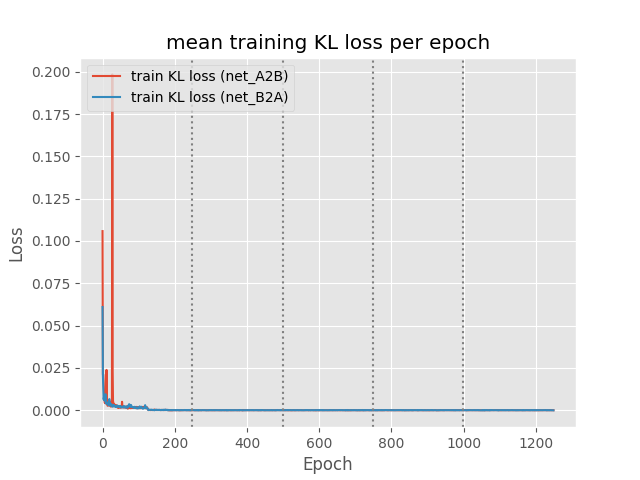 mean training KL loss per epoch
train KL loss (net_A2B)
train KL loss (net_B2A)
0.200
0.175
0.150
0.125
0.100
0.075
0.050
0.025
0.000
Loss
0 200 400 600 800 1000 1200
Epoch